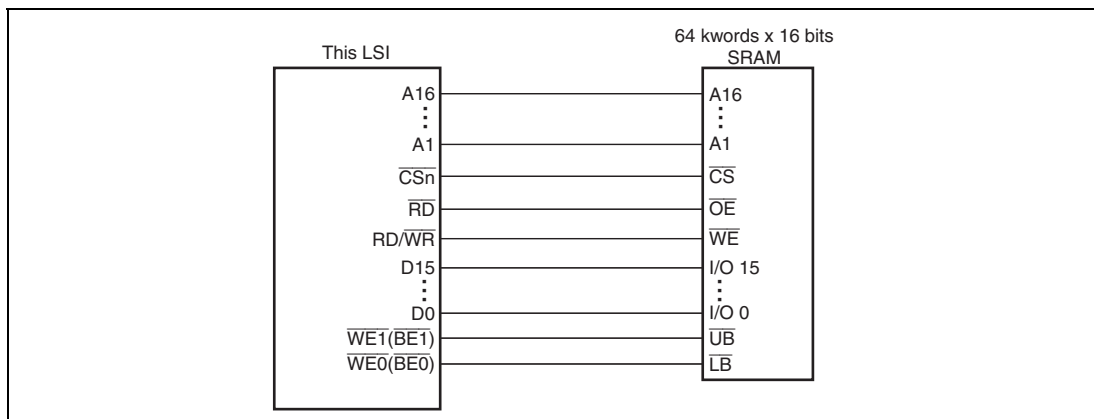 This LSI
64 kwords x 16 bits
SRAM
A16 A16
A1 A1
CSn CS
RD OE
RD/WR WE
D15 I/O 15
D0 I/O 0
WE1(BE1) UB
WE0(BE0) LB